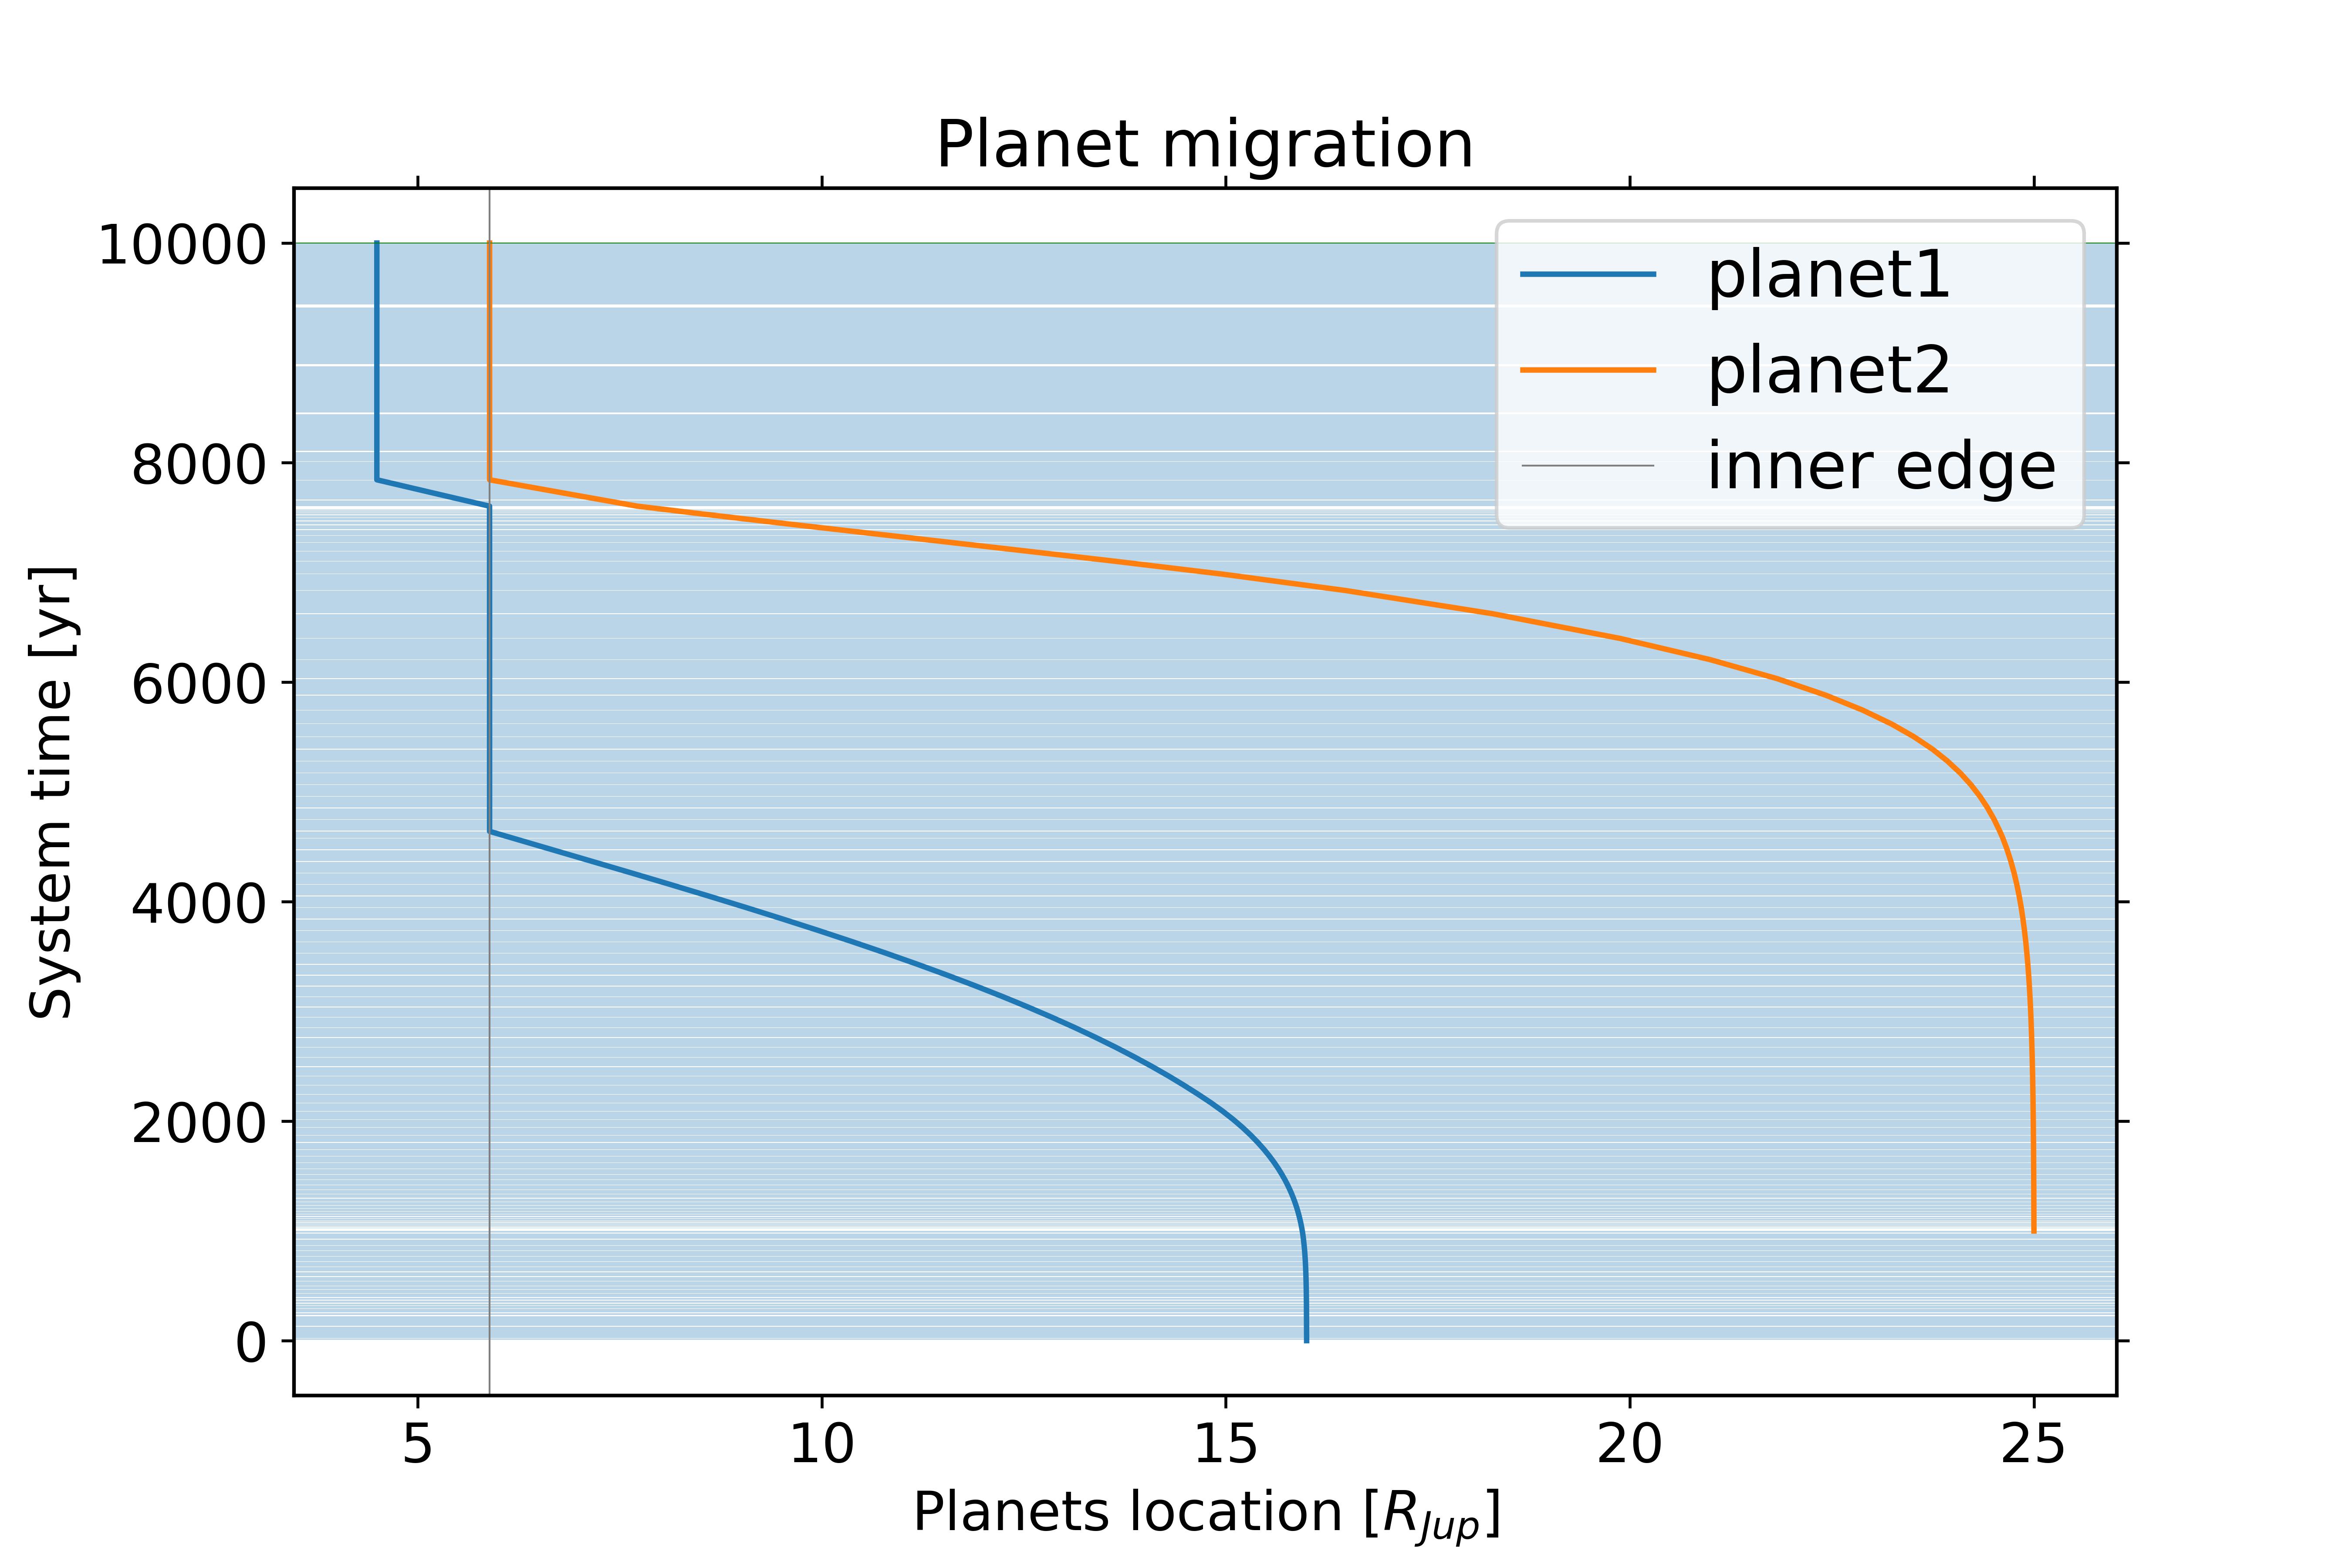 Planet migration
10000
8000
6000
4000
2000
0
System time [yr]
planet1
planet2
inner edge
5 10 15 20 25
Planets location [R_Jup]